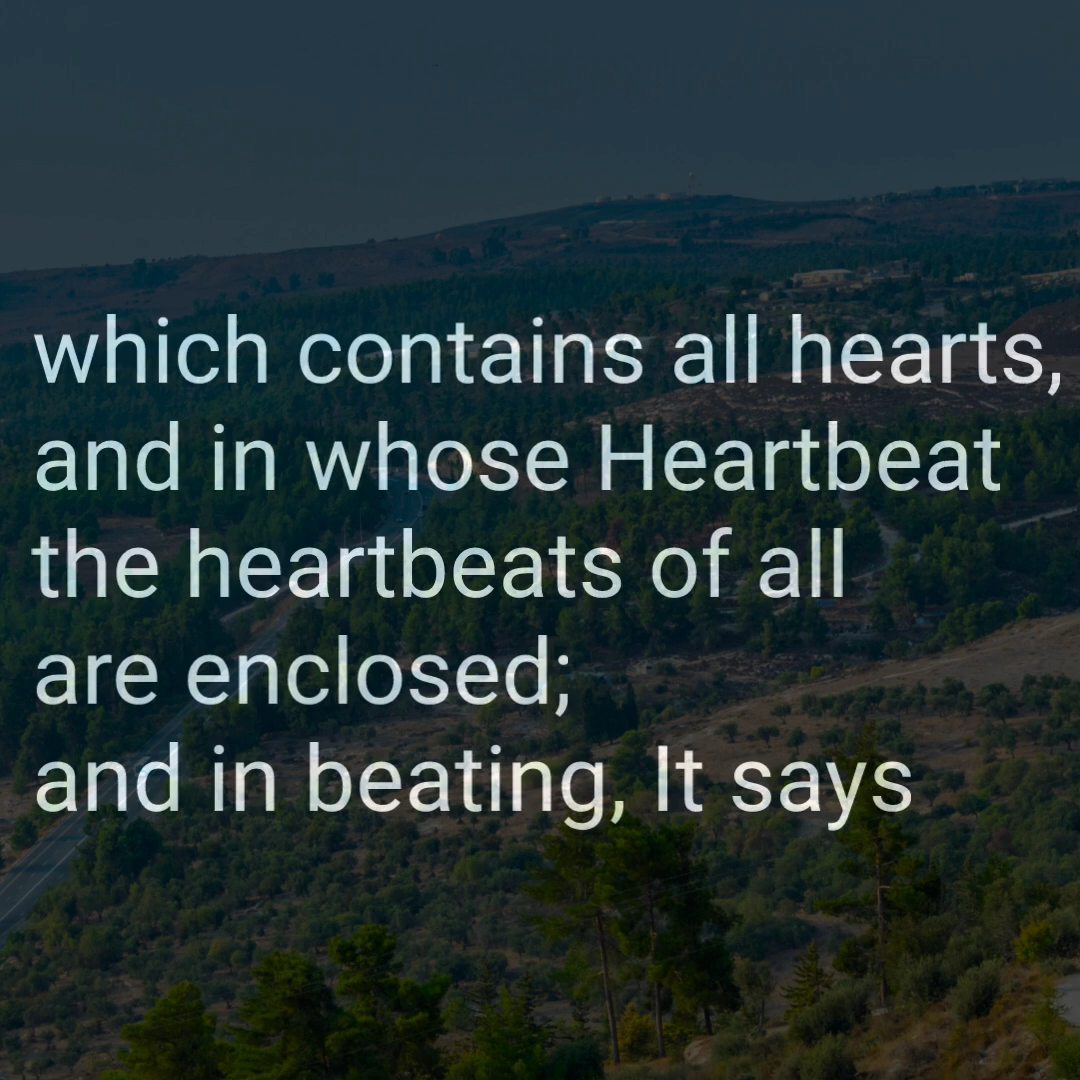 which contains all hearts,
and in whose Heartbeat
the heartbeats of all
are enclosed;
and in beating, It says